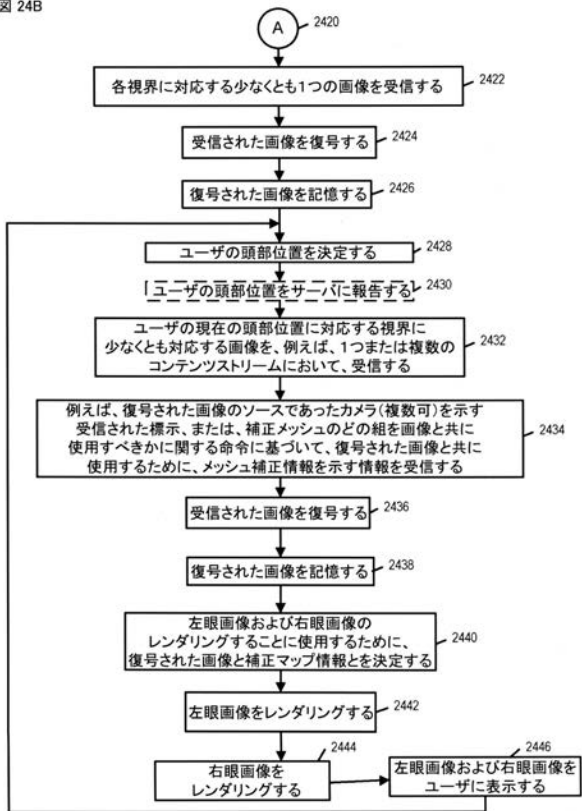 図 24B
A
2420
各視界に対応する少なくとも1つの画像を受信する
2422
受信された画像を復号する
2424
復号された画像を記憶する
2426
ユーザの頭部位置を決定する
2428
ユーザの頭部位置をサーバに報告する
2430
ユーザの現在の頭部位置に対応する視界に
少なくとも対応する画像を、例えば、1つまたは複数の
コンテンツストリームにおいて、受信する
2432
例えば、復号された画像のソースであったカメラ(複数可)を示す
受信された標示、または、補正メッシュのどの組を画像と共に
使用すべきかに関する命令に基づいて、復号された画像と共に
使用するために、メッシュ補正情報を示す情報を受信する
2434
受信された画像を復号する
2436
復号された画像を記憶する
2438
左眼画像および右眼画像の
レンダリングすることに使用するために、
復号された画像と補正マップ情報とを決定する
2440
左眼画像をレンダリングする
2442
右眼画像を
レンダリングする
2444
左眼画像および右眼画像を
ユーザに表示する
2446